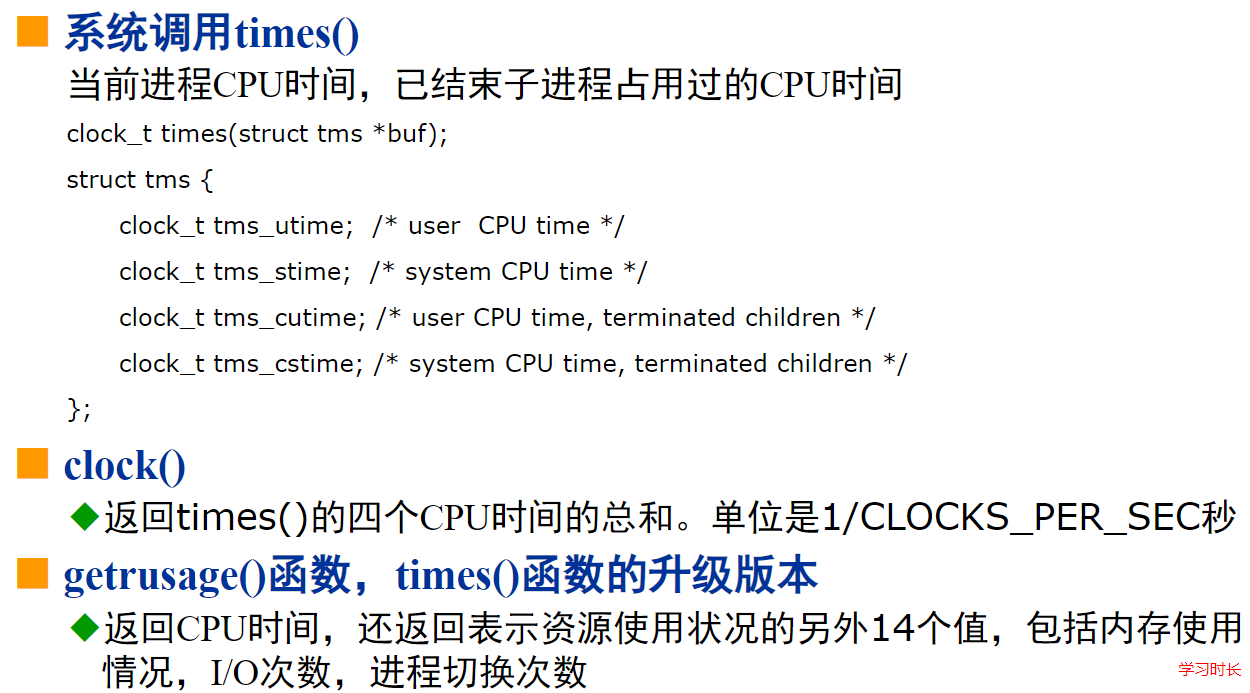 系统调用times()
当前进程CPU时间，已结束子进程占用过的CPU时间
clock_t times(struct tms *buf);
struct tms {
clock_t tms_utime;  /* user  CPU time */
clock_t tms_stime;  /* system CPU time */
clock_t tms_cutime; /* user CPU time, terminated children */
clock_t tms_cstime; /* system CPU time, terminated children */
};
clock()
返回times()的四个CPU时间的总和。单位是1/CLOCKS_PER_SEC秒
getrusage()函数，times()函数的升级版本
返回CPU时间，还返回表示资源使用状况的另外14个值，包括内存使用
情况，I/O次数，进程切换次数
学习时长